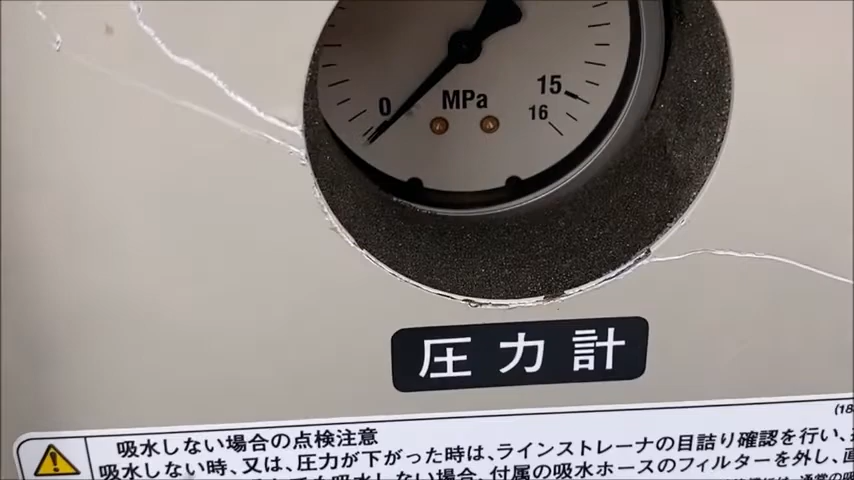 0
MPa
15
16
圧力計
(18
吸水しない場合の点検注意
吸水しない時、又は、圧力が下がった時は、ラインストレーナの目詰り確認を行い、
吸水しない場合、付属の吸水ホースのフィルターを外し、